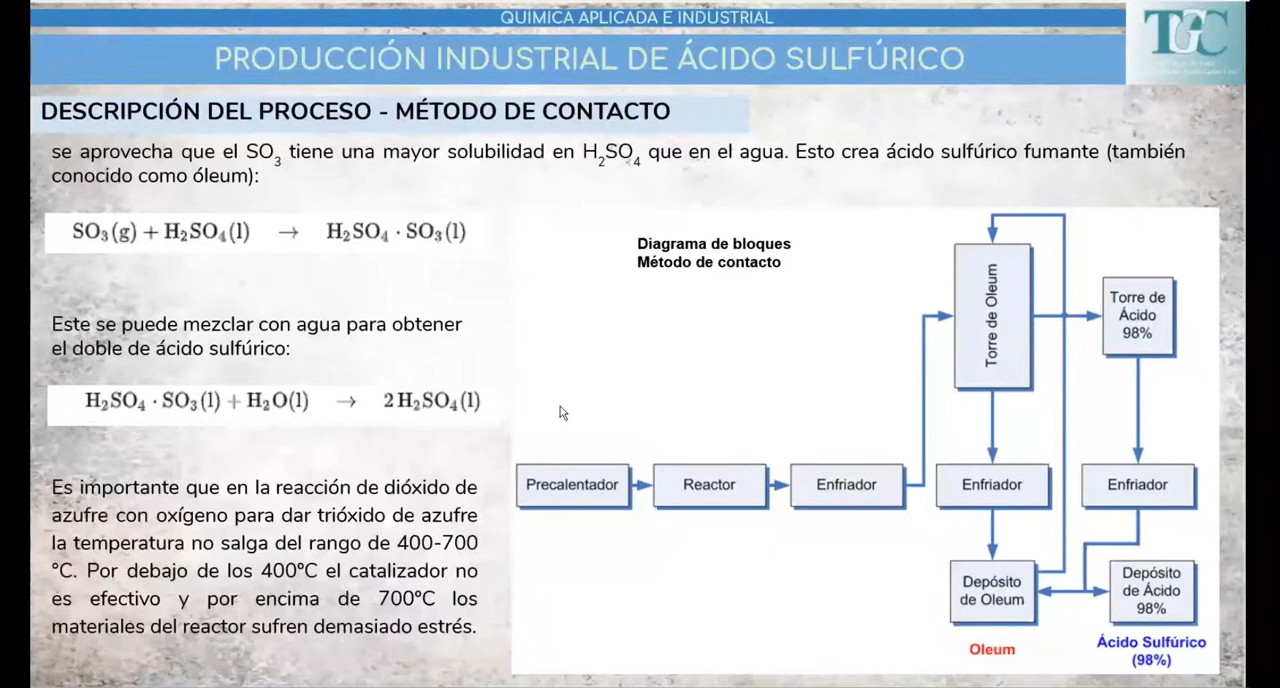 QUIMICA APLICADA E INDUSTRIAL
PRODUCCIÓN INDUSTRIAL DE ÁCIDO SULFÚRICO
TGC
DESCRIPCIÓN DEL PROCESO - MÉTODO DE CONTACTO
se aprovecha que el SO₃ tiene una mayor solubilidad en H₂SO₄ que en el agua. Esto crea ácido sulfúrico fumante (también
conocido como óleum):
SO₃(g) + H₂SO₄(l) → H₂SO₄ · SO₃(l)
Este se puede mezclar con agua para obtener
el doble de ácido sulfúrico:
H₂SO₄ · SO₃(l) + H₂O(l) → 2 H₂SO₄(l)
Es importante que en la reacción de dióxido de
azufre con oxígeno para dar trióxido de azufre
la temperatura no salga del rango de 400-700
ºC. Por debajo de los 400ºC el catalizador no
es efectivo y por encima de 700ºC los
materiales del reactor sufren demasiado estrés.
Diagrama de bloques
Método de contacto
Torre de Oleum
Torre de
Ácido
98%
Precalentador
Reactor
Enfriador
Enfriador
Enfriador
Depósito
de Oleum
Depósito
de Ácido
98%
Oleum
Ácido Sulfúrico
(98%)